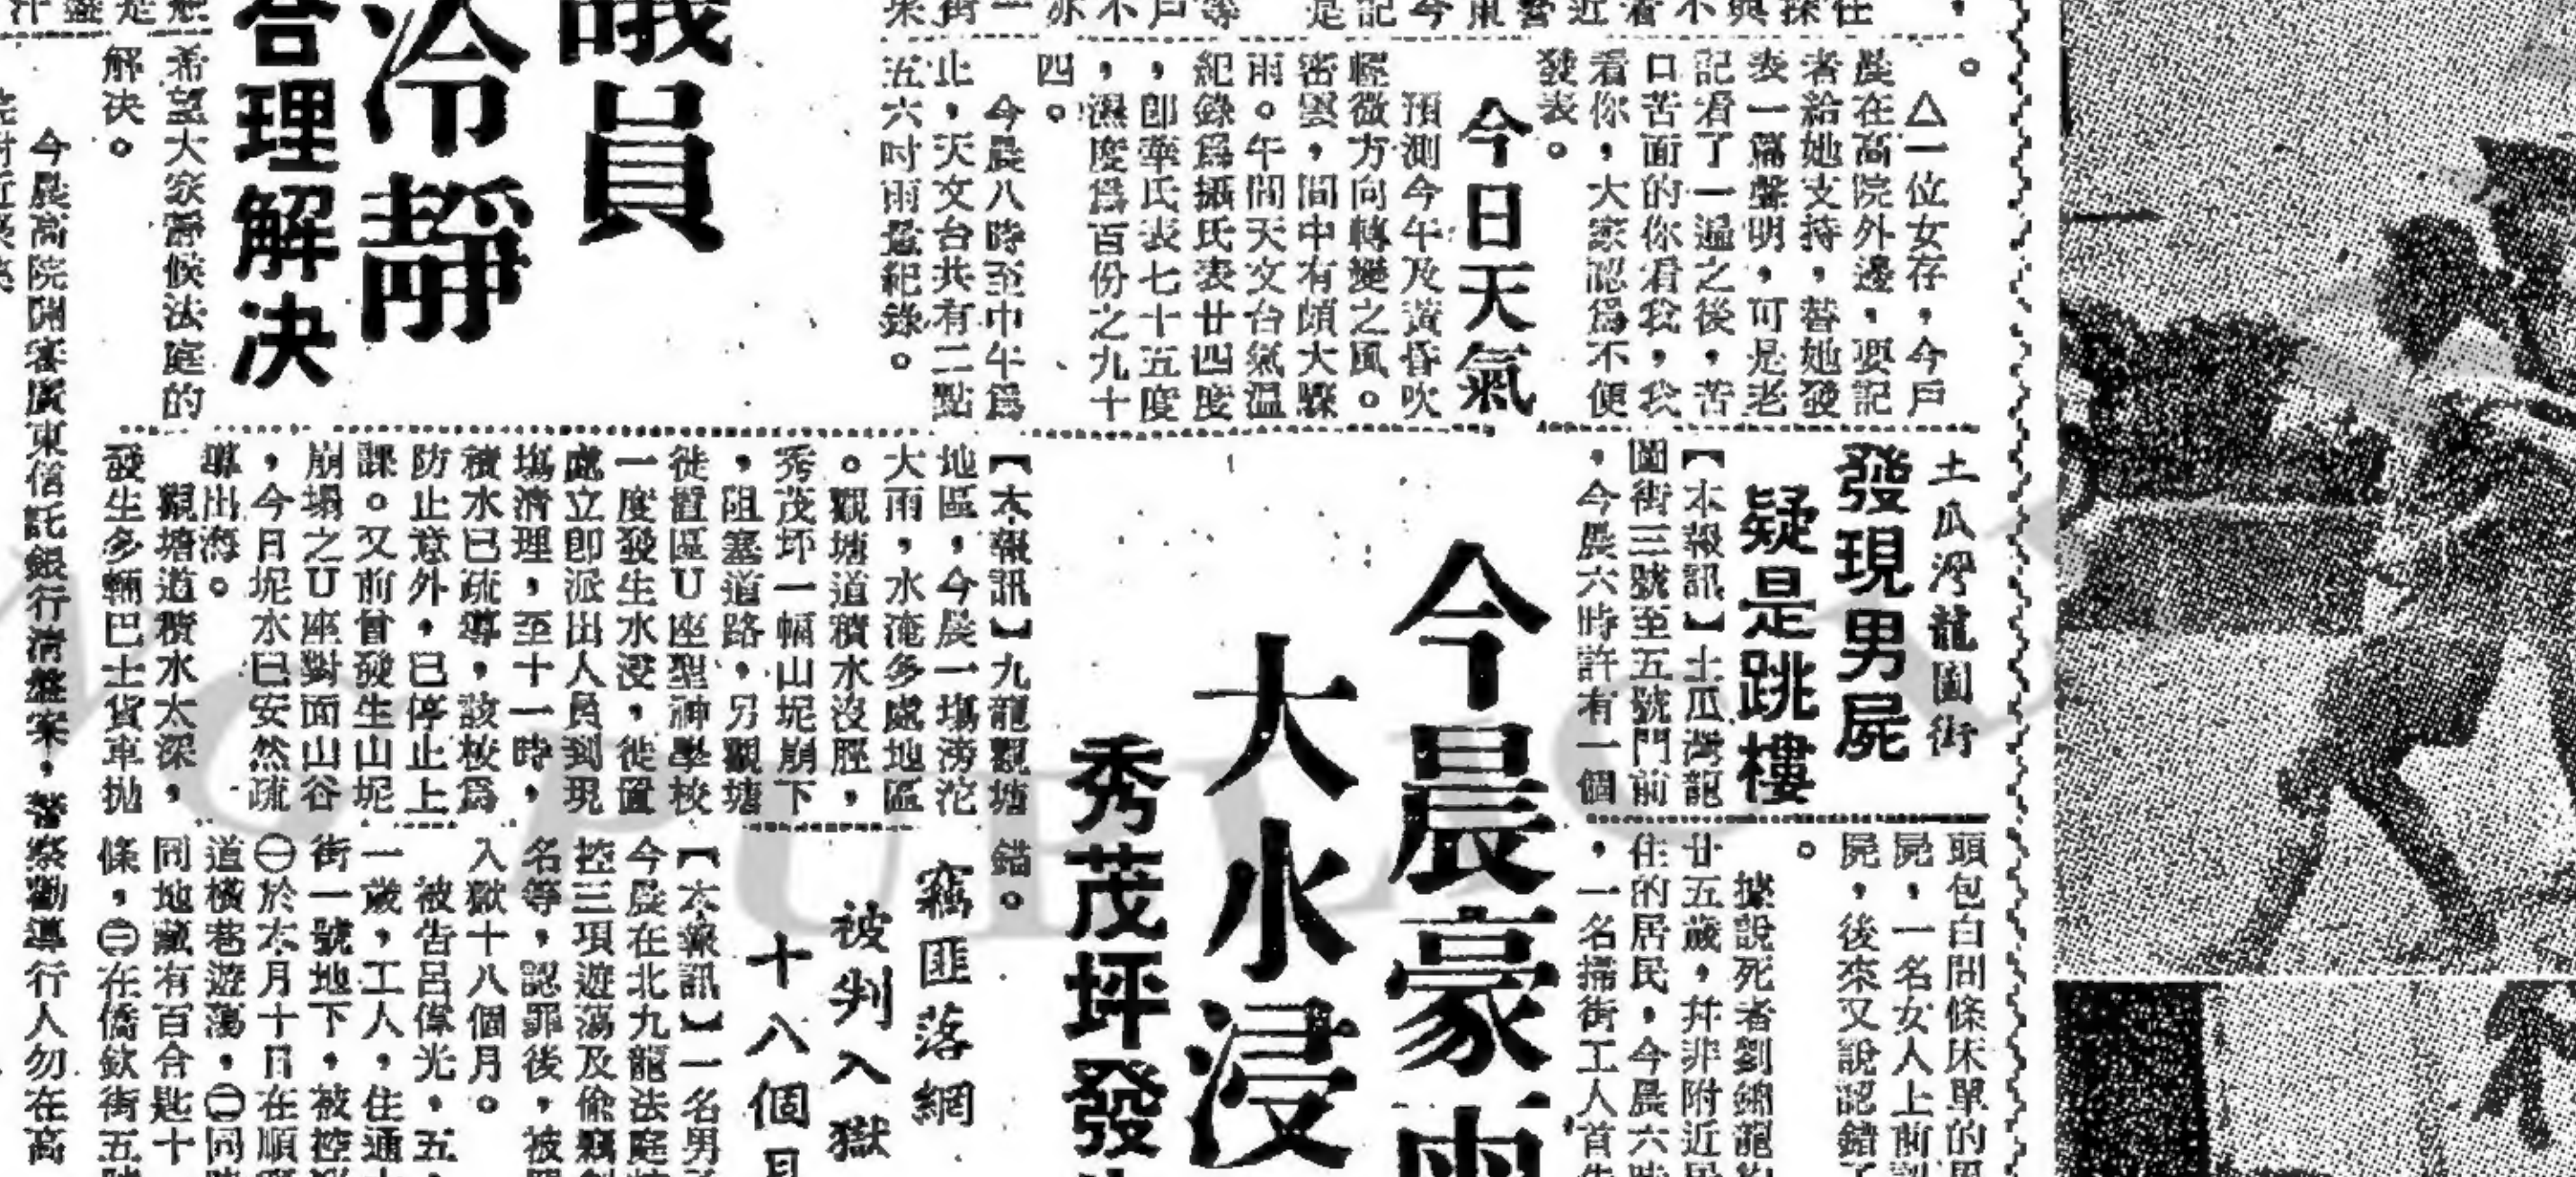 。
△一位女存，今戶
晨在高院外邊，要記
者給她支持，替她發
表一篇聲明，可是老
記看了一遍之後，苦
口苦面的你看我，我
看你，大家認爲不便
發表。
今日天氣
預測今午及黃昏吹
輕微方向轉變之風。
密雲，間中有頗大驟
雨。午間天文台氣溫
紀錄爲攝氏表廿四度
，卽華氏表七十五度
，濕度爲百份之九十
四。
今晨八時至中午爲
止，天文台共有二點
五六吋雨量紀錄。
議員
冷靜
合理解決
希望大家靜候法庭的
解决。
今晨高院開審廣東信託銀行清盤案，警察勸導行人勿在高
土瓜灣龍圖街
發現男屍
疑是跳樓
【本報訊】土瓜灣龍
圖街三號至五號門前
，今晨六時許有一個
頭包白間條床單的男
屍，一名女人上前
屍，後來又說認錯了
。
據說死者劉錦龍
廿五歲，幷非附近居
住的居民，今晨六時
，一名掃街工人首先
今晨豪雨
大水浸
秀茂坪發
【本報訊】九龍觀塘
地區，今晨一塲滂沱
大雨，水淹多處地區
。觀塘道積水沒脛，
秀茂坪一幅山坭崩下
，阻塞道路，另觀塘
徙置區U座聖神學校
一度發生水浸，徙置
處立卽派出人員到現
塲清理，至十一時，
積水已疏導，該校爲
防止意外，已停止上
課。又前曾發生山坭
崩塌之U座對面山谷
，今日坭水已安然疏
導出海。
觀塘道積水太深，
發生多輛巴士貨車拋
錨。
竊匪落網
被判入獄
十八個月
【本報訊】一名男子
今晨在北九龍法庭被
控三項遊蕩及偷竊
名等，認罪後，被
入獄十八個月。
被告呂偉光，五
一歲，工人，住通
街一號地下，被控
㊀於六月十日在順
道橫巷遊蕩，㊁同
同地藏有百合匙十
條，㊂在僑欽街五